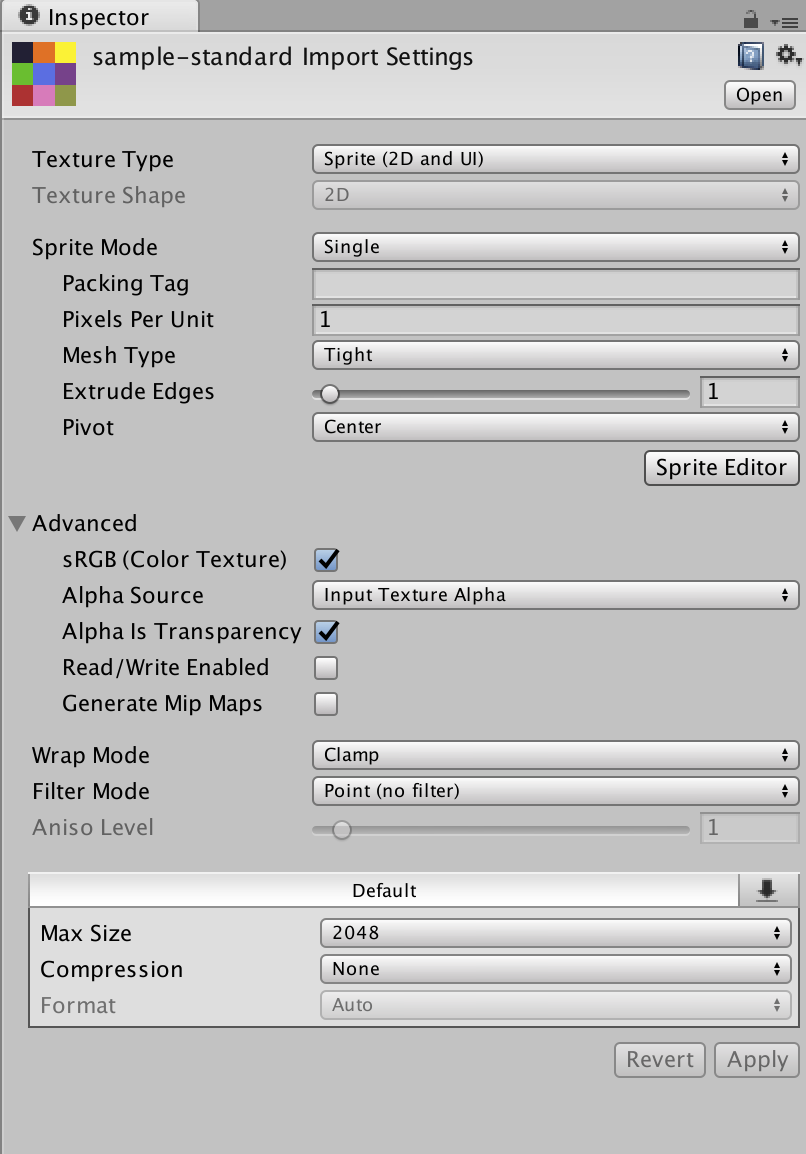 Inspector
sample-standard Import Settings
Open
Texture Type Sprite (2D and UI)
Texture Shape 2D
Sprite Mode Single
Packing Tag
Pixels Per Unit 1
Mesh Type Tight
Extrude Edges 1
Pivot Center
Sprite Editor
Advanced
sRGB (Color Texture)
Alpha Source Input Texture Alpha
Alpha Is Transparency
Read/Write Enabled
Generate Mip Maps
Wrap Mode Clamp
Filter Mode Point (no filter)
Aniso Level 1
Default
Max Size 2048
Compression None
Format Auto
Revert Apply